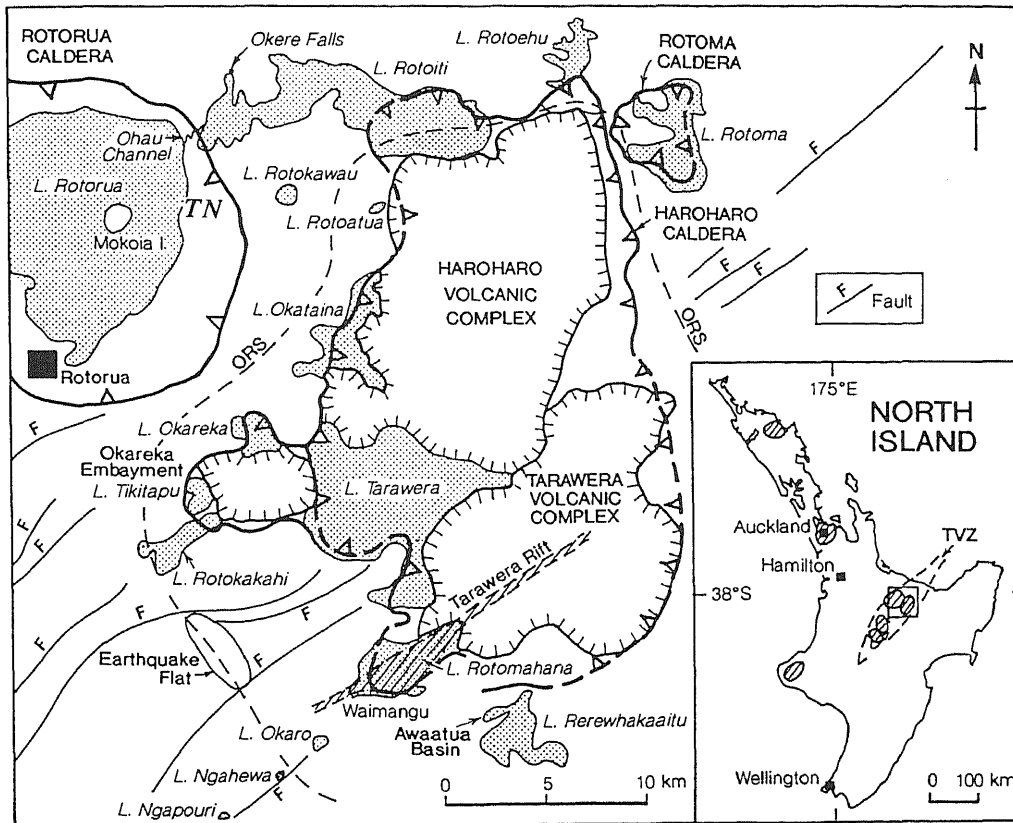 ROTORUA
CALDERA
Okere Falls
L. Rotoehu
ROTOMA
CALDERA
N
L. Rotoiti
Ohau
Channel
L. Rotoma
F
L. Rotorua
TN
L. Rotokawau
Mokoia I.
L. Rotoatua
HAROHARO
CALDERA
HAROHARO
VOLCANIC
COMPLEX
F
F
F
F
Fault
L. Okataina
ORS
ORS
Rotorua
F
L. Okareka
Okareka
Embayment
L. Tikitapu
L. Tarawera
TARAWERA
VOLCANIC
COMPLEX
F
F
L. Rotokakahi
Tarawera Rift
F
F
F
Earthquake
Flat
L. Rotomahana
Waimangu
Awaatua
Basin
L. Rerewhakaaitu
L. Okaro
L. Ngahewa
F
L. Ngapouri
0 5 10 km
175°E
NORTH
ISLAND
Auckland
TVZ
Hamilton
38°S
Wellington
0 100 km